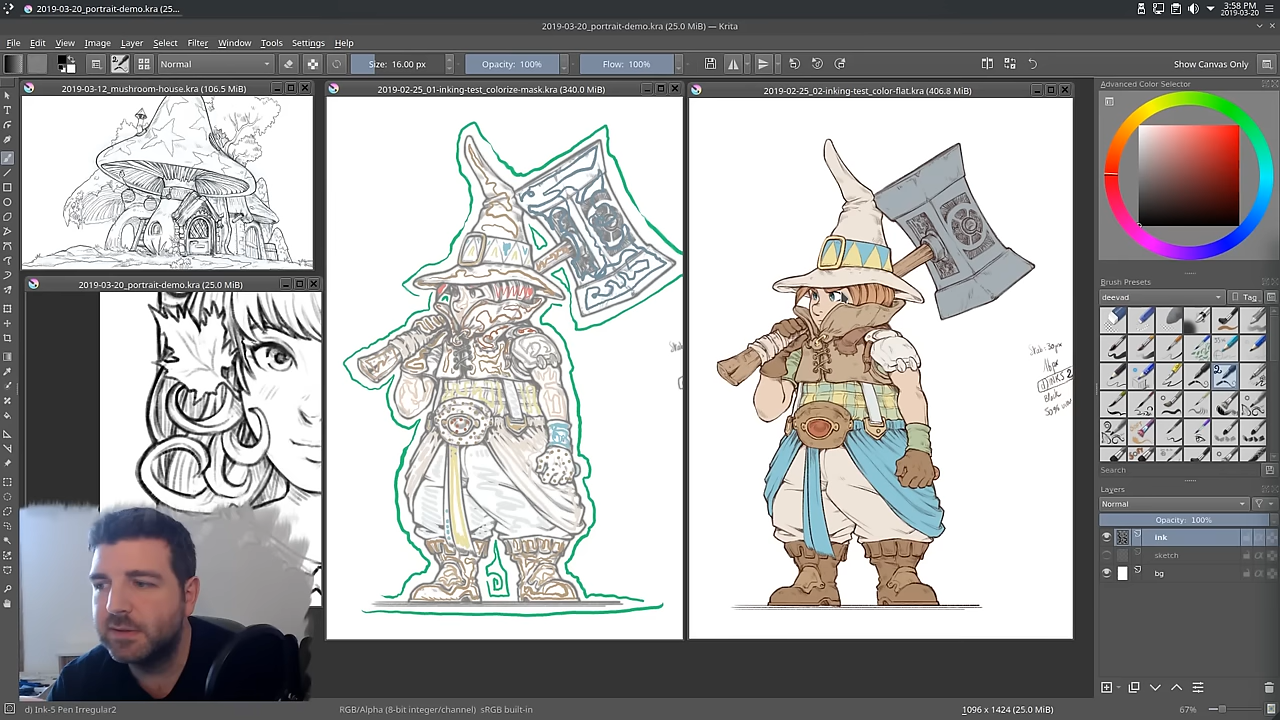 2019-03-20_portrait-demo.kra (25...
3:58 PM
2019-03-20
2019-03-20_portrait-demo.kra (25.0 MiB) — Krita
File Edit View Image Layer Select Filter Window Tools Settings Help
Normal Size: 16.00 px Opacity: 100% Flow: 100% Show Canvas Only
2019-03-12_mushroom-house.kra (106.5 MiB)
2019-02-25_01-inking-test_colorize-mask.kra (340.0 MiB)
2019-02-25_02-inking-test_color-flat.kra (406.8 MiB)
2019-03-20_portrait-demo.kra (25.0 MiB)
INKS 2
Black
Advanced Color Selector
Brush Presets
deevad Tag
Search
Layers
Normal
Opacity: 100%
ink
sketch
bg
d) Ink-5 Pen Irregular2
RGB/Alpha (8-bit integer/channel) sRGB built-in
1096 x 1424 (25.0 MiB)
67%